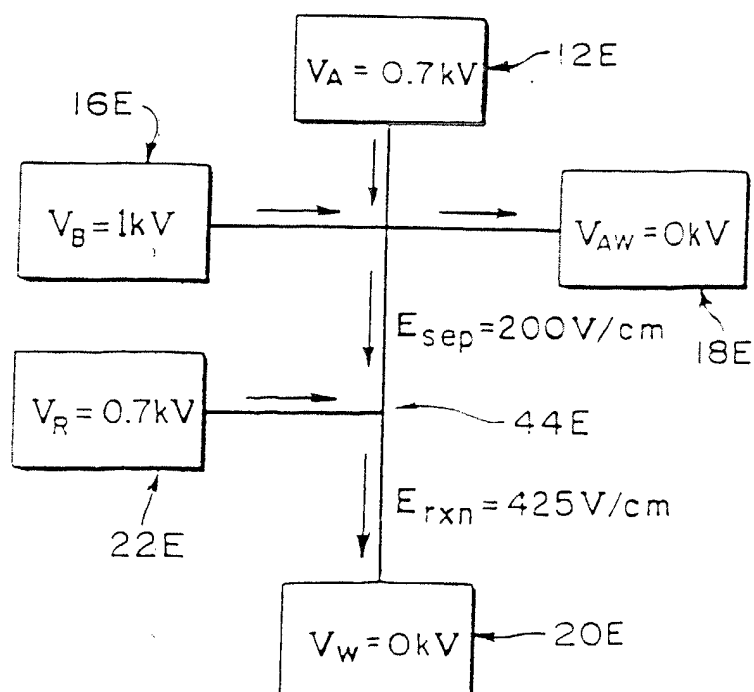 12E
V_A = 0.7kV
16E
V_B = 1kV
V_AW = 0kV
E_sep = 200V/cm
18E
V_R = 0.7kV
44E
E_rxn = 425V/cm
22E
V_W = 0kV
20E